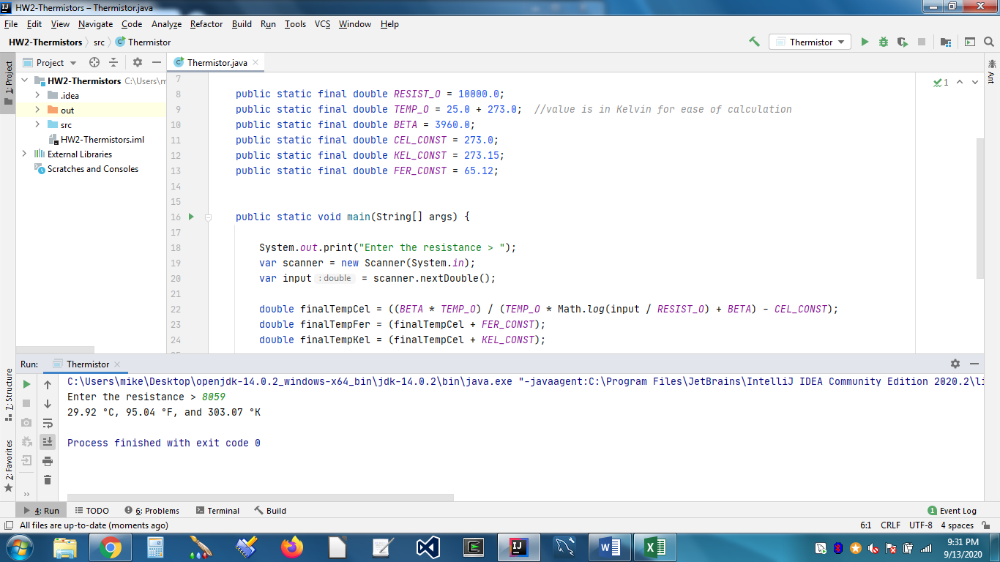 HW2-Thermistors – Thermistor.java
File Edit View Navigate Code Analyze Refactor Build Run Tools VCS Window Help
HW2-Thermistors src Thermistor
Thermistor
1: Project
Project
Thermistor.java
HW2-Thermistors C:\Users\m
.idea
out
src
HW2-Thermistors.iml
External Libraries
Scratches and Consoles
7
8 public static final double RESIST_O = 10000.0;
9 public static final double TEMP_O = 25.0 + 273.0; //value is in Kelvin for ease of calculation
10 public static final double BETA = 3960.0;
11 public static final double CEL_CONST = 273.0;
12 public static final double KEL_CONST = 273.15;
13 public static final double FER_CONST = 65.12;
14
15
16 public static void main(String[] args) {
17
18 System.out.print("Enter the resistance > ");
19 var scanner = new Scanner(System.in);
20 var input : double = scanner.nextDouble();
21
22 double finalTempCel = ((BETA * TEMP_O) / (TEMP_O * Math.log(input / RESIST_O) + BETA) - CEL_CONST);
23 double finalTempFer = (finalTempCel + FER_CONST);
24 double finalTempKel = (finalTempCel + KEL_CONST);
1
Ant
Run: Thermistor
C:\Users\mike\Desktop\openjdk-14.0.2_windows-x64_bin\jdk-14.0.2\bin\java.exe "-javaagent:C:\Program Files\JetBrains\IntelliJ IDEA Community Edition 2020.2\li
Enter the resistance > 8059
29.92 °C, 95.04 °F, and 303.07 °K
Process finished with exit code 0
7: Structure
2: Favorites
4: Run TODO 6: Problems Terminal Build 1 Event Log
All files are up-to-date (moments ago) 6:1 CRLF UTF-8 4 spaces
9:31 PM
9/13/2020